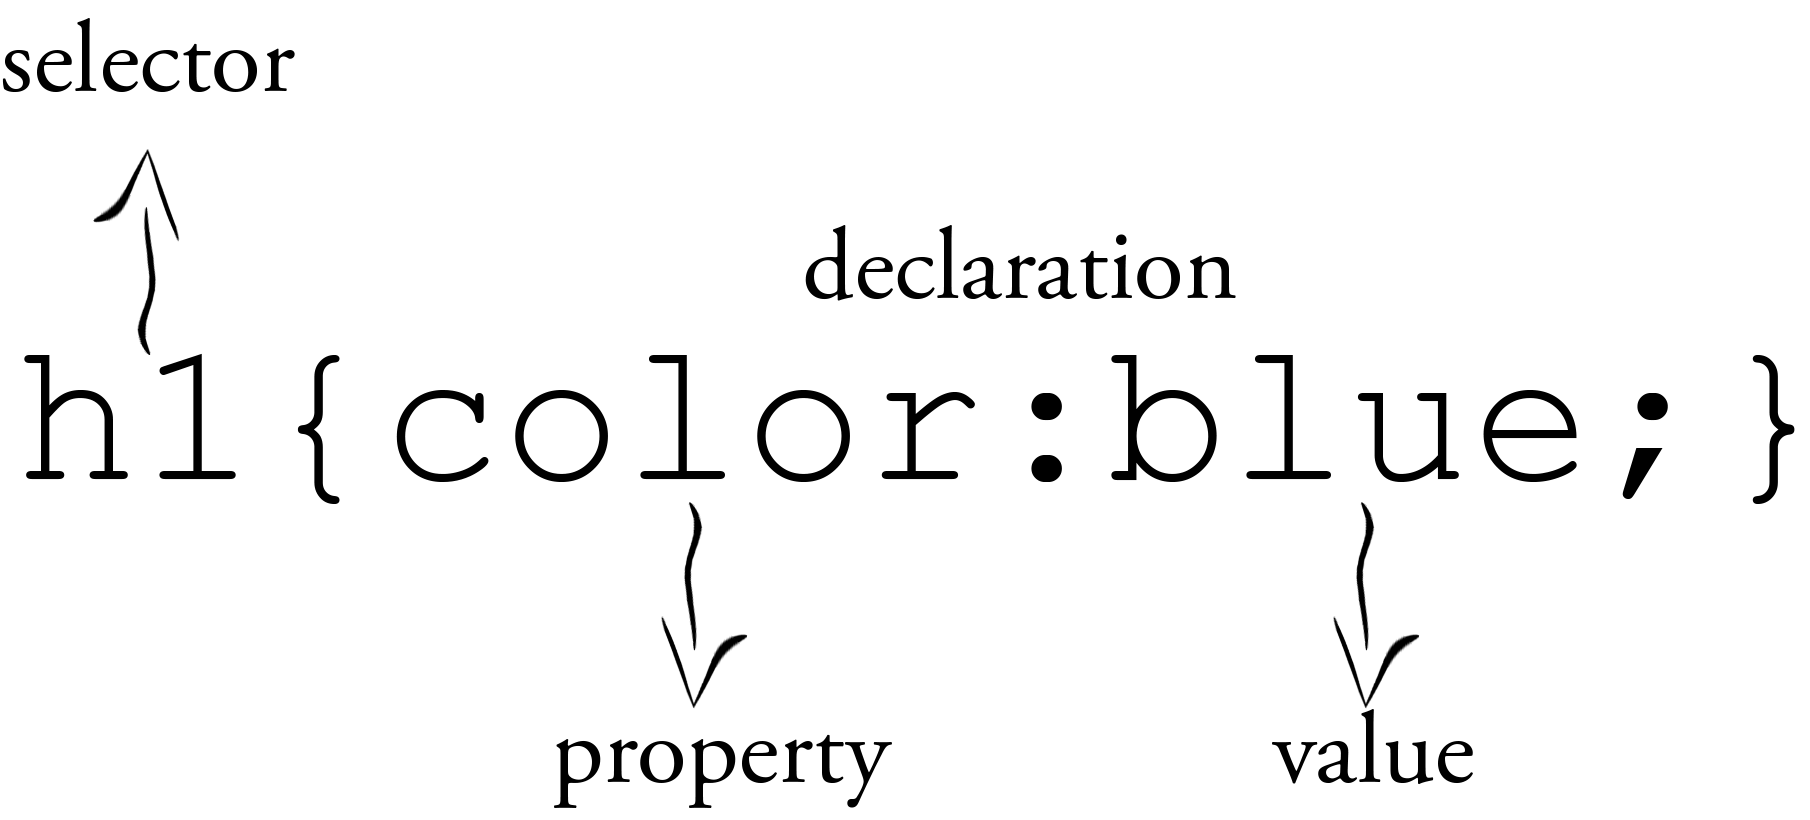 selector
declaration
h1{color:blue;}
property
value